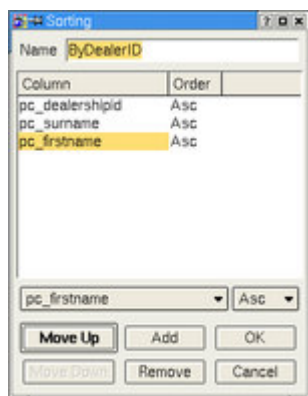 Sorting
Name ByDealerID
Column Order
pc_dealershipid Asc
pc_surname Asc
pc_firstname Asc
pc_firstname Asc
Move Up Add OK
Move Down Remove Cancel